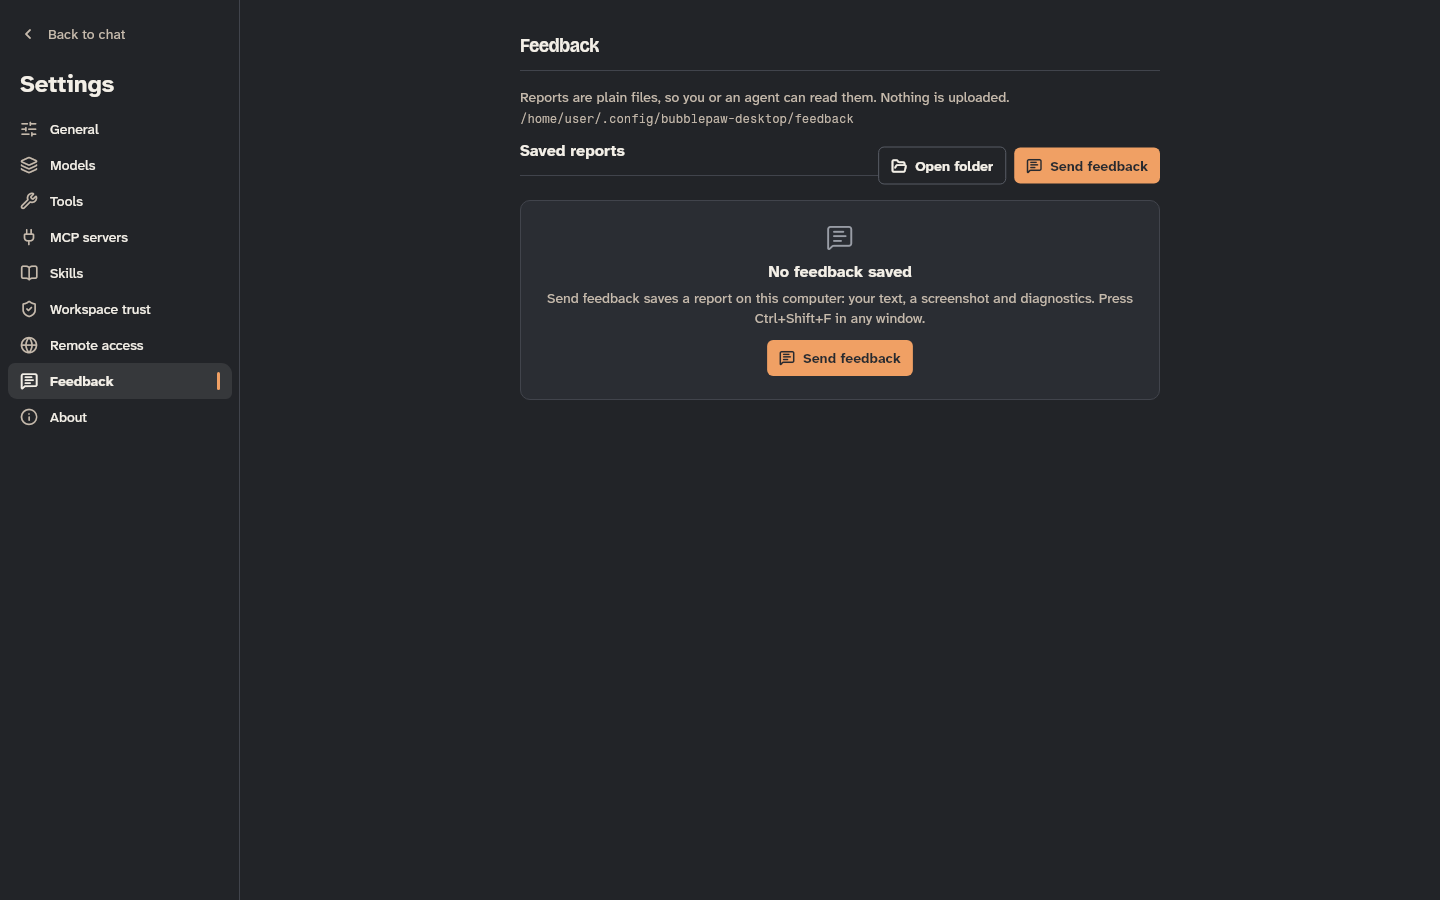 Back to chat
Settings
General
Models
Tools
MCP servers
Skills
Workspace trust
Remote access
Feedback
About
Feedback
Reports are plain files, so you or an agent can read them. Nothing is uploaded.
/home/user/.config/bubblepaw-desktop/feedback
Saved reports
Open folder
Send feedback
No feedback saved
Send feedback saves a report on this computer: your text, a screenshot and diagnostics. Press
Ctrl+Shift+F in any window.
Send feedback